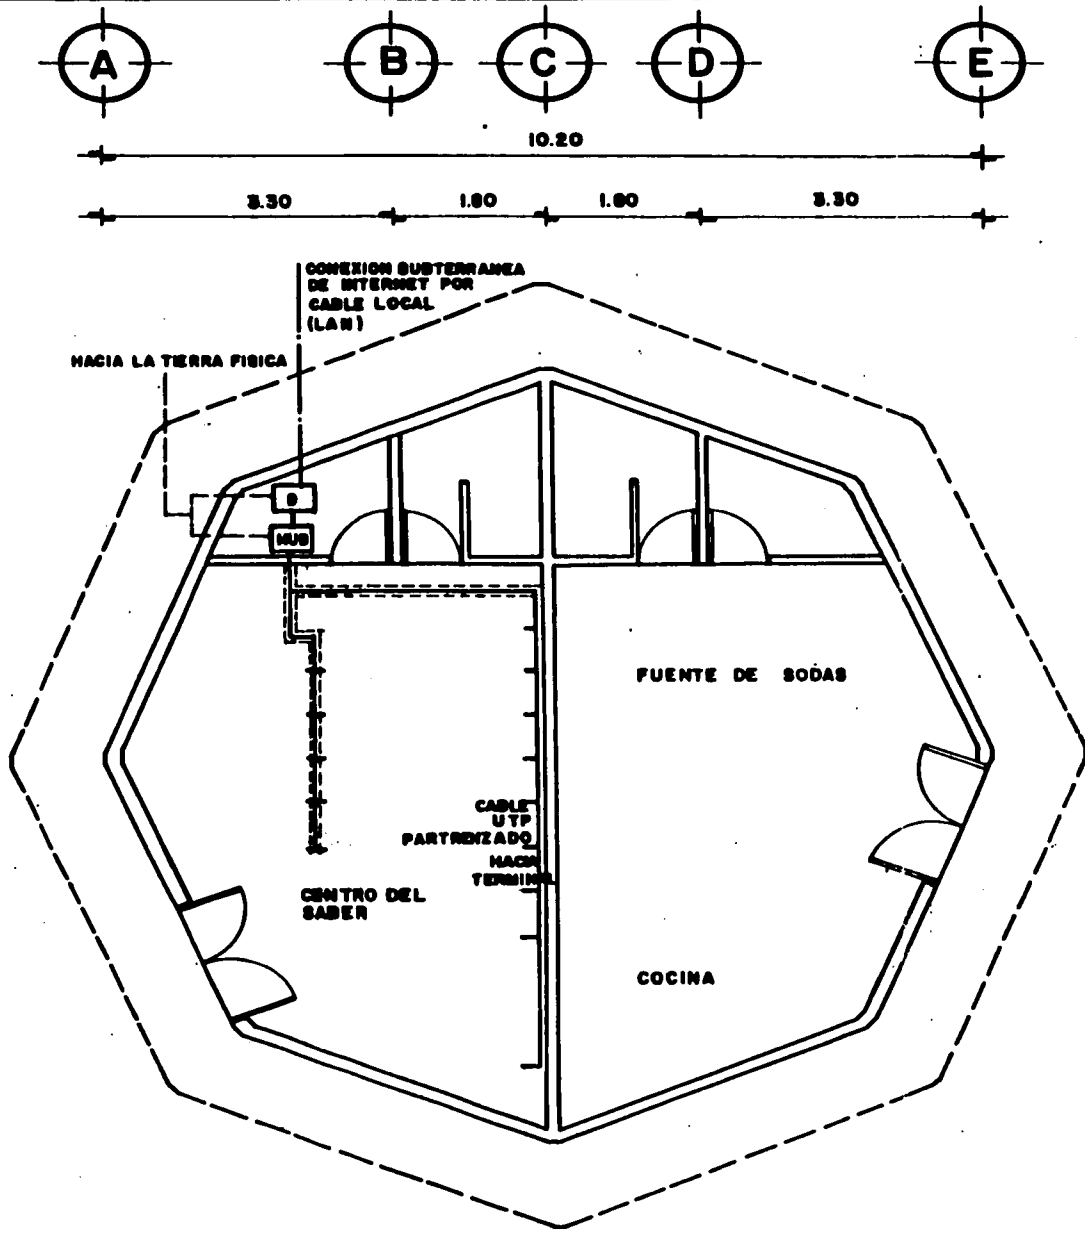 A B C D E
10.20
3.30 1.80 1.80 3.30
CONEXION SUBTERRANEA
DE INTERNET POR
CABLE LOCAL
(LAN)
HACIA LA TIERRA FISICA
HUB
FUENTE DE SODAS
CABLE
UTP
PARTRENZADO
HACIA
CENTRO DEL
SABER
COCINA